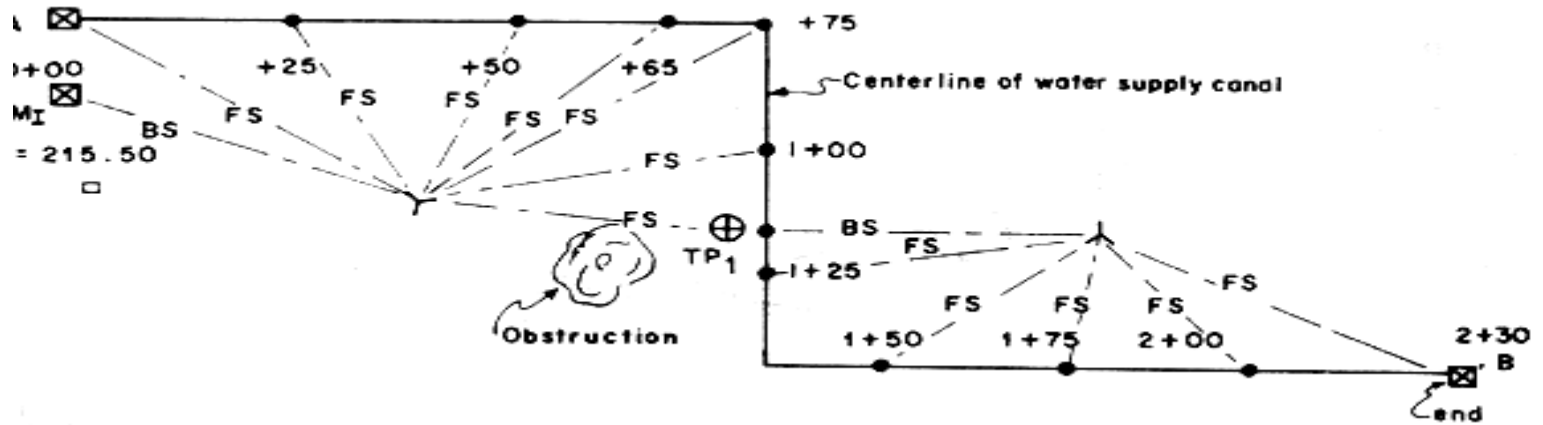 +75
+25
+50
+65
0+00
Centerline of water supply canal
FS
FS
FS
FS
FS
BS
= 215.50
FS
1+00
FS
BS
FS
TP1
1+25
FS
FS
FS
FS
Obstruction
1+50
1+75
2+00
2+30
B
end